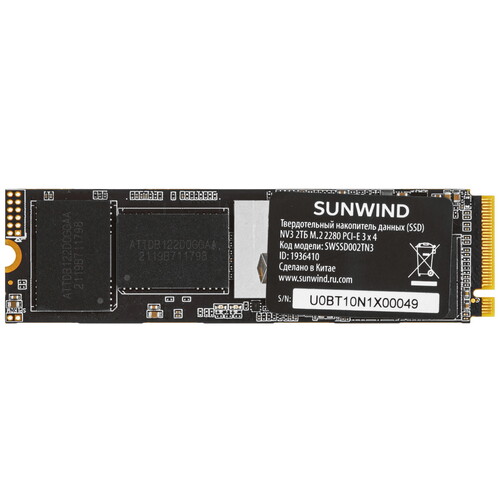 SUNWIND
Твердотельный накопитель данных (SSD)
NV3 2ТБ M.2 2280 PCI-E 3 x 4
Код модели: SWSSD002TN3
ID: 1936410
Сделано в Китае
www.sunwind.ru.com
S/N:
U0BT10N1X00049